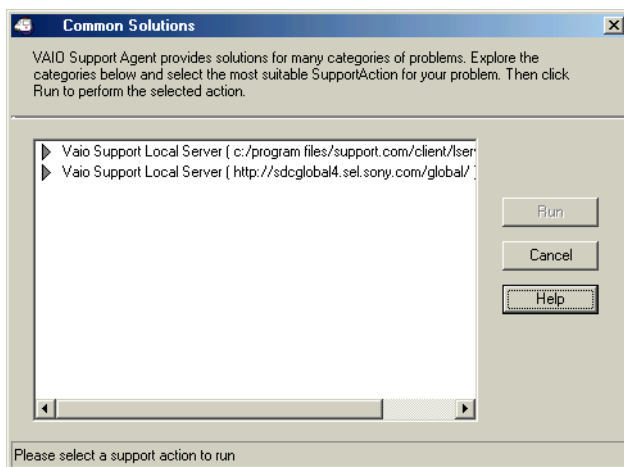 Common Solutions
VAIO Support Agent provides solutions for many categories of problems. Explore the
categories below and select the most suitable SupportAction for your problem. Then click
Run to perform the selected action.
Vaio Support Local Server ( c:/program files/support.com/client/lser
Vaio Support Local Server ( http://sdcglobal4.sel.sony.com/global/ )
Run
Cancel
Help
Please select a support action to run